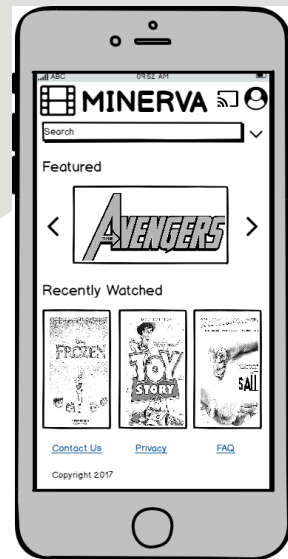 ABC 09:52 AM
MINERVA
Search
Featured
THE AVENGERS
Recently Watched
Disney
FROZEN
TOY
STORY
Contact Us Privacy FAQ
Copyright 2017